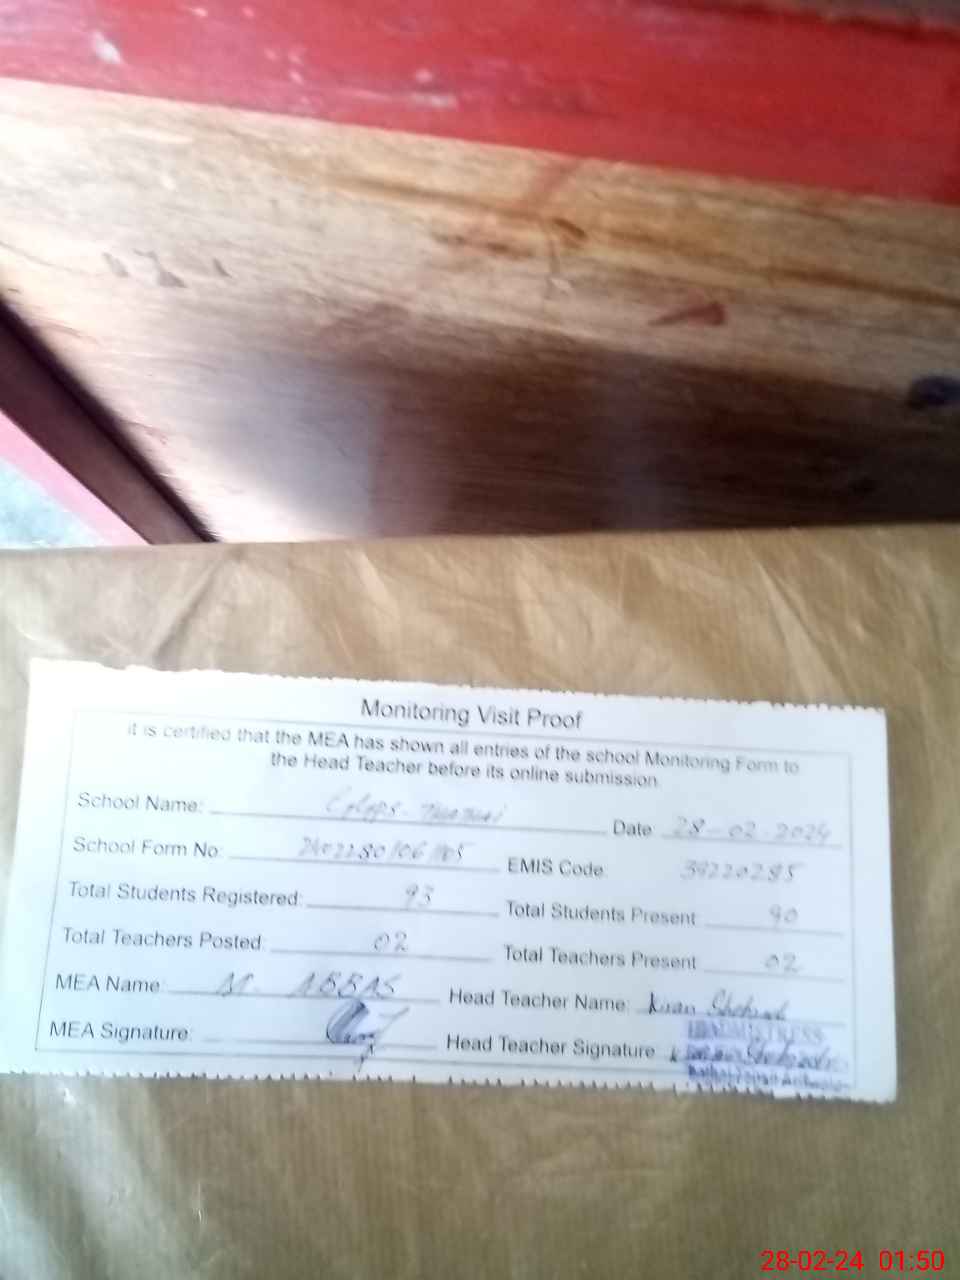 Monitoring Visit Proof
it is certified that the MEA has shown all entries of the school Monitoring Form to
the Head Teacher before its online submission.
School Name: Date 28-02-2024
School Form No: EMIS Code 39220285
Total Students Registered: 93 Total Students Present 90
Total Teachers Posted 02 Total Teachers Present 02
MEA Name: M. ABBAS Head Teacher Name: Kiran
MEA Signature: Head Teacher Signature
HEADMISTRESS
28-02-24 01:50